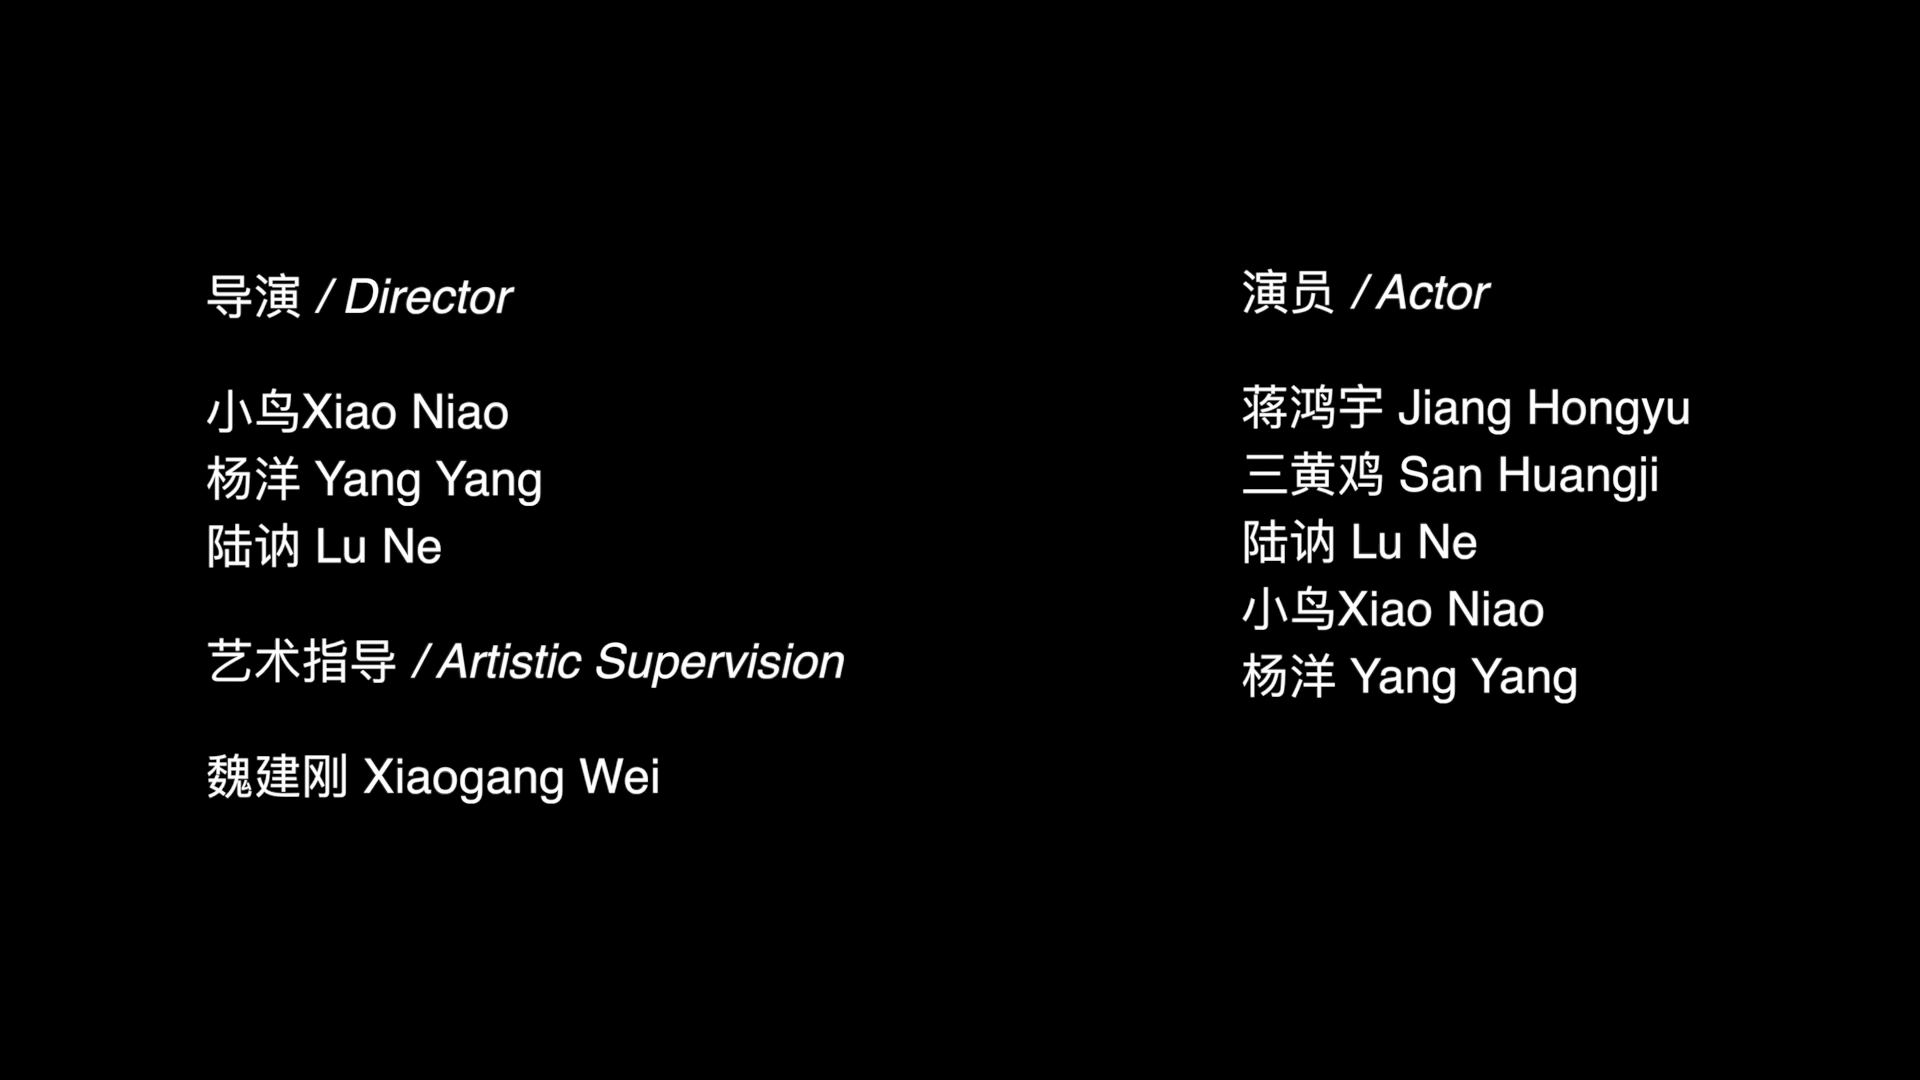 导演 / Director
小鸟Xiao Niao
杨洋 Yang Yang
陆讷 Lu Ne
艺术指导 / Artistic Supervision
魏建刚 Xiaogang Wei
演员 / Actor
蒋鸿宇 Jiang Hongyu
三黄鸡 San Huangji
陆讷 Lu Ne
小鸟Xiao Niao
杨洋 Yang Yang